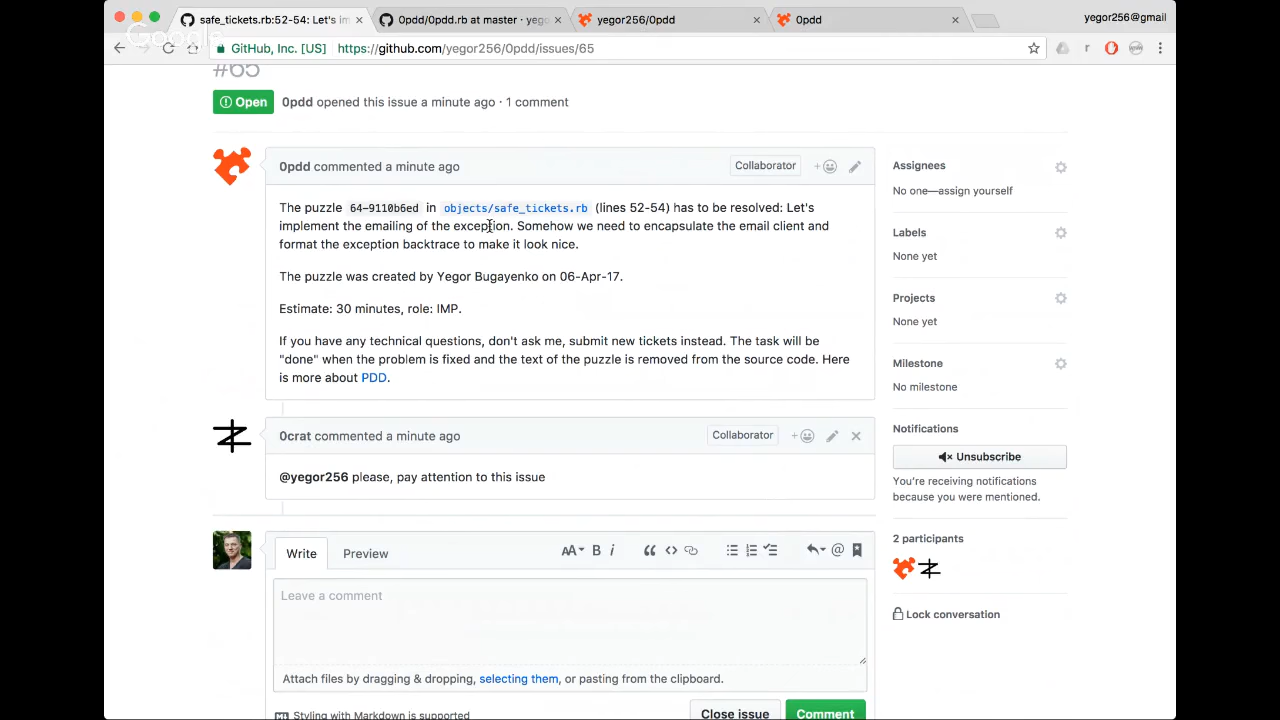 safe_tickets.rb:52-54: Let's im
0pdd/0pdd.rb at master · yego
yegor256/0pdd
0pdd
yegor256@gmail
Google
GitHub, Inc. [US]
https://github.com/yegor256/0pdd/issues/65
#65
Open
0pdd opened this issue a minute ago · 1 comment
0pdd commented a minute ago
Collaborator
The puzzle 64-9110b6ed in objects/safe_tickets.rb (lines 52-54) has to be resolved: Let's
implement the emailing of the exception. Somehow we need to encapsulate the email client and
format the exception backtrace to make it look nice.
The puzzle was created by Yegor Bugayenko on 06-Apr-17.
Estimate: 30 minutes, role: IMP.
If you have any technical questions, don't ask me, submit new tickets instead. The task will be
"done" when the problem is fixed and the text of the puzzle is removed from the source code. Here
is more about PDD.
0crat commented a minute ago
Collaborator
@yegor256 please, pay attention to this issue
Write
Preview
AA
B
i
Leave a comment
Attach files by dragging & dropping, selecting them, or pasting from the clipboard.
Styling with Markdown is supported
Close issue
Comment
Assignees
No one—assign yourself
Labels
None yet
Projects
None yet
Milestone
No milestone
Notifications
Unsubscribe
You're receiving notifications
because you were mentioned.
2 participants
Lock conversation